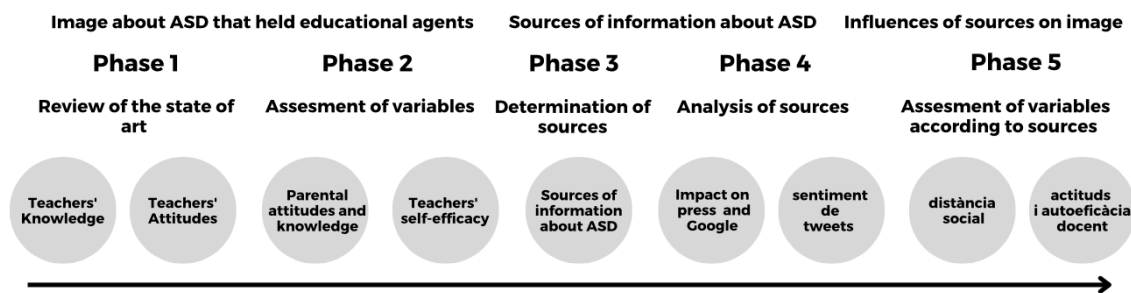 Image about ASD that held educational agents
Sources of information about ASD
Influences of sources on image
Phase 1
Phase 2
Phase 3
Phase 4
Phase 5
Review of the state of
art
Assesment of variables
Determination of
sources
Analysis of sources
Assesment of variables
according to sources
Teachers'
Knowledge
Teachers'
Attitudes
Parental
attitudes and
knowledge
Teachers'
self-efficacy
Sources of
information
about ASD
Impact on
press and
Google
sentiment
de
tweets
distància
social
actituds
i autoeficàcia
docent